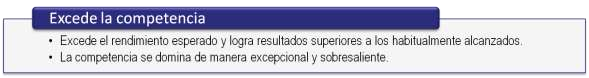 Excede la competencia
• Excede el rendimiento esperado y logra resultados superiores a los habitualmente alcanzados.
• La competencia se domina de manera excepcional y sobresaliente.